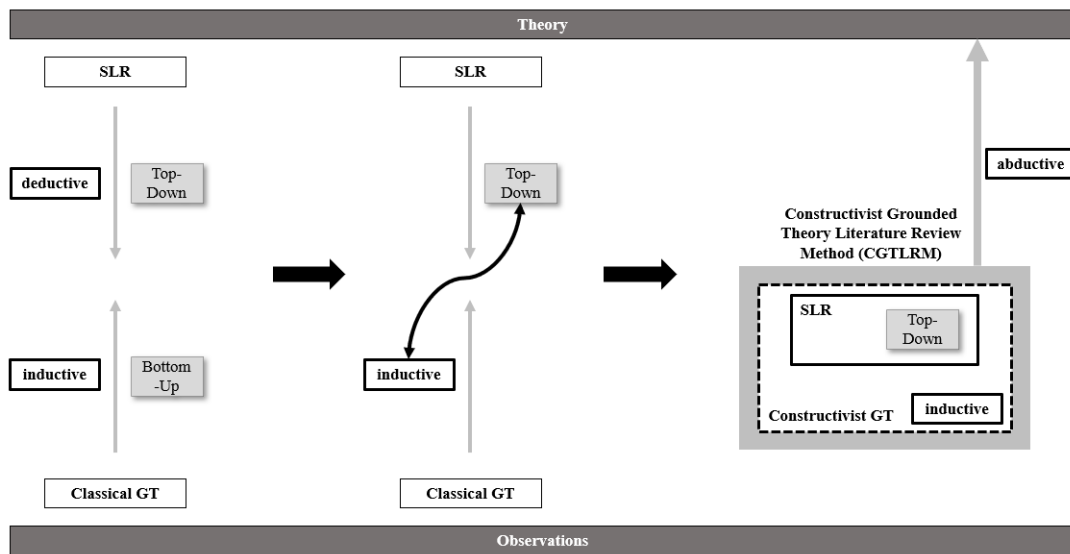 Theory
SLR
deductive
Top-
Down
inductive
Bottom
-Up
Classical GT
SLR
Top-
Down
inductive
Classical GT
abductive
Constructivist Grounded
Theory Literature Review
Method (CGTLRM)
SLR
Top-
Down
Constructivist GT
inductive
Observations